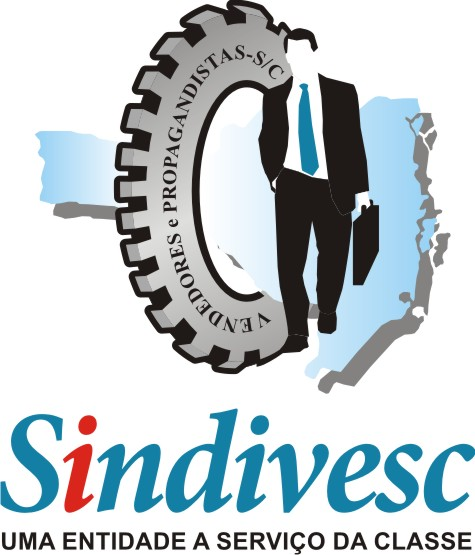 VENDEDORES e PROPAGANDISTAS-S/C
Sindivesc
UMA ENTIDADE A SERVIÇO DA CLASSE